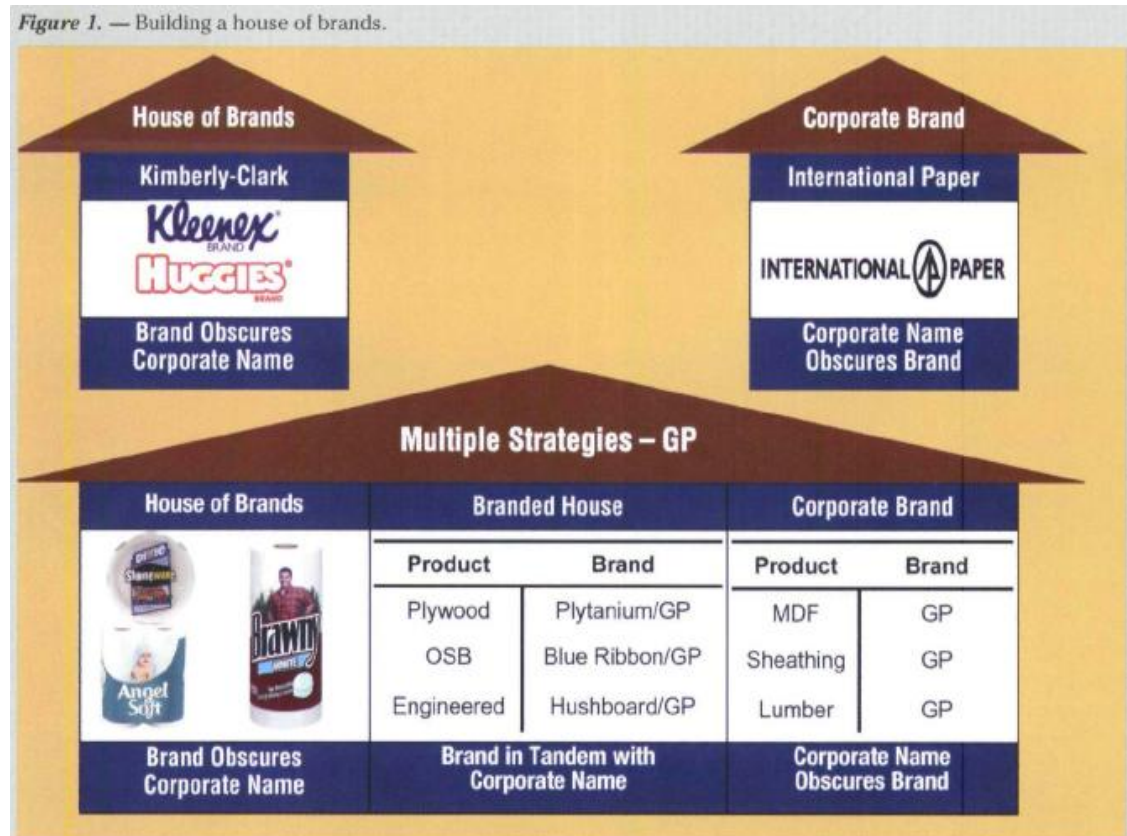 Figure 1. — Building a house of brands.
House of Brands
Kimberly-Clark
Kleenex®
BRAND
HUGGIES®
BRAND
Brand Obscures
Corporate Name
Corporate Brand
International Paper
INTERNATIONAL PAPER
Corporate Name
Obscures Brand
Multiple Strategies – GP
House of Brands
DIXIE
Stoneware
Angel
Soft
Brawny
WHITE
Brand Obscures
Corporate Name
Branded House
Product Brand
Plywood Plytanium/GP
OSB Blue Ribbon/GP
Engineered Hushboard/GP
Brand in Tandem with
Corporate Name
Corporate Brand
Product Brand
MDF GP
Sheathing GP
Lumber GP
Corporate Name
Obscures Brand